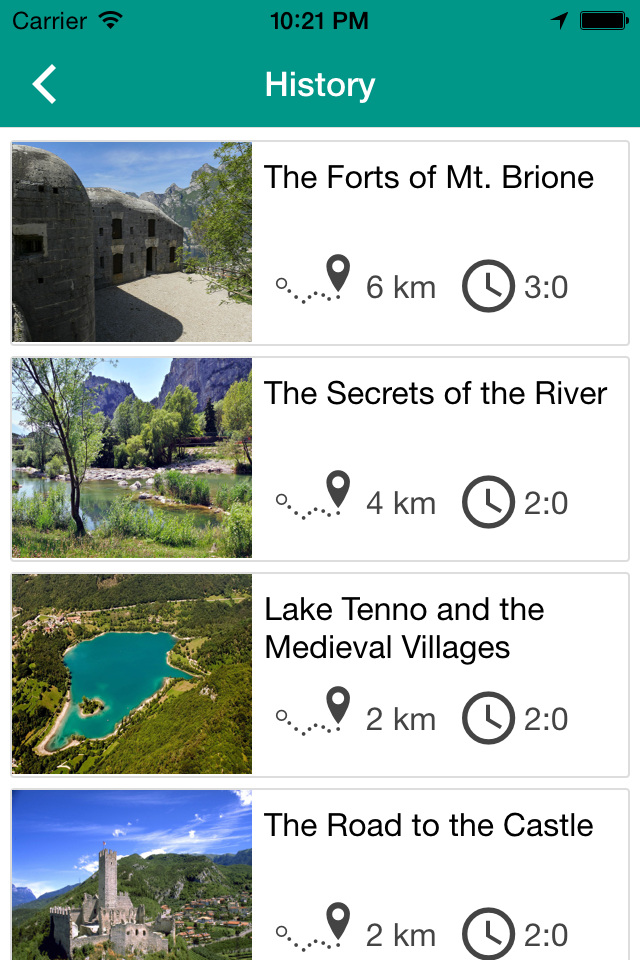 Carrier 10:21 PM
History
The Forts of Mt. Brione
6 km 3:0
The Secrets of the River
4 km 2:0
Lake Tenno and the
Medieval Villages
2 km 2:0
The Road to the Castle
2 km 2:0